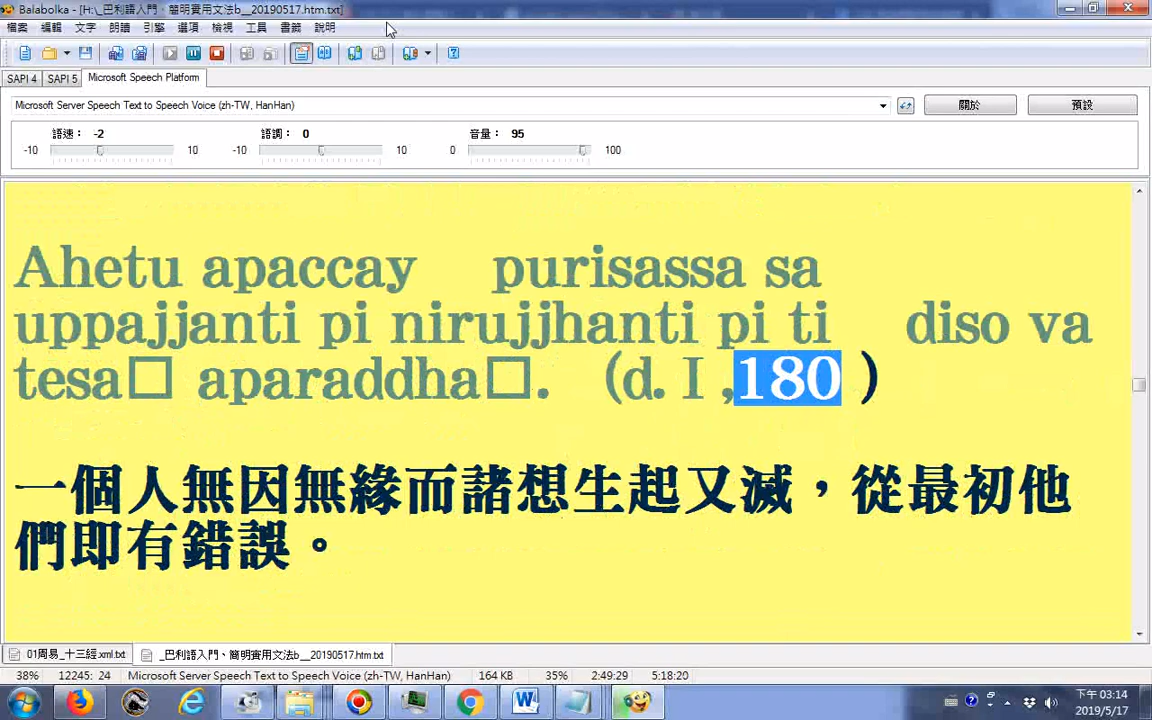 Balabolka - [H:\_巴利語入門、簡明實用文法b__20190517.htm.txt]
檔案 編輯 文字 朗讀 引擎 選項 檢視 工具 書籤 說明
SAPI 4 SAPI 5 Microsoft Speech Platform
Microsoft Server Speech Text to Speech Voice (zh-TW, HanHan) 關於 預設
語速： -2 語調： 0 音量： 95
-10 10 -10 10 0 100
Ahetu apaccay purisassa sa
uppajjanti pi nirujjhanti pi ti diso va
tesa□ aparaddha□. (d. I ,180 )
一個人無因無緣而諸想生起又滅，從最初他
們即有錯誤。
01周易_十三經.xml.txt _巴利語入門、簡明實用文法b__20190517.htm.txt
38% 12245: 24 Microsoft Server Speech Text to Speech Voice (zh-TW, HanHan) 164 KB 35% 2:49:29 5:18:20
下午 03:14
2019/5/17